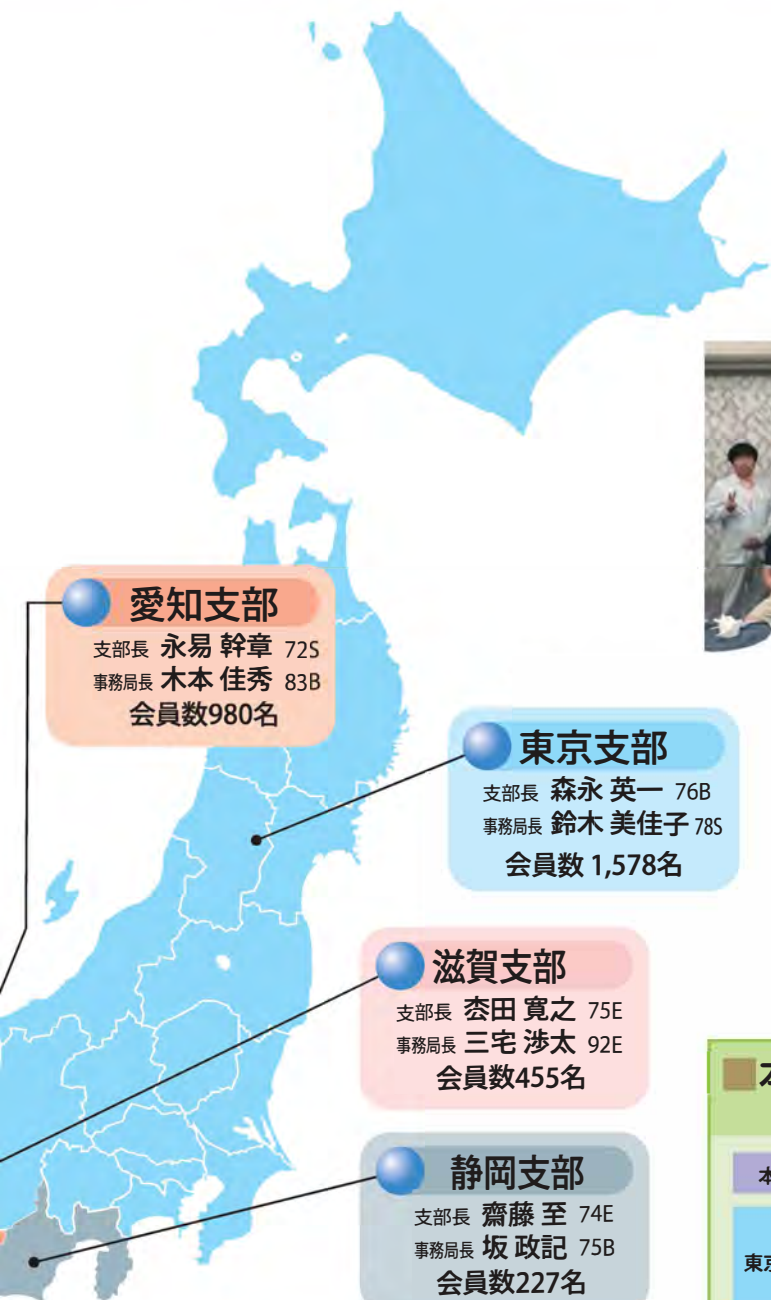 愛知支部
支部長 永易 幹章 72S
事務局長 木本 佳秀 83B
会員数980名
東京支部
支部長 森永 英一 76B
事務局長 鈴木 美佳子 78S
会員数 1,578名
滋賀支部
支部長 枩田 寛之 75E
事務局長 三宅 渉太 92E
会員数455名
静岡支部
支部長 齋藤 至 74E
事務局長 坂 政記 75B
会員数227名
本
東京